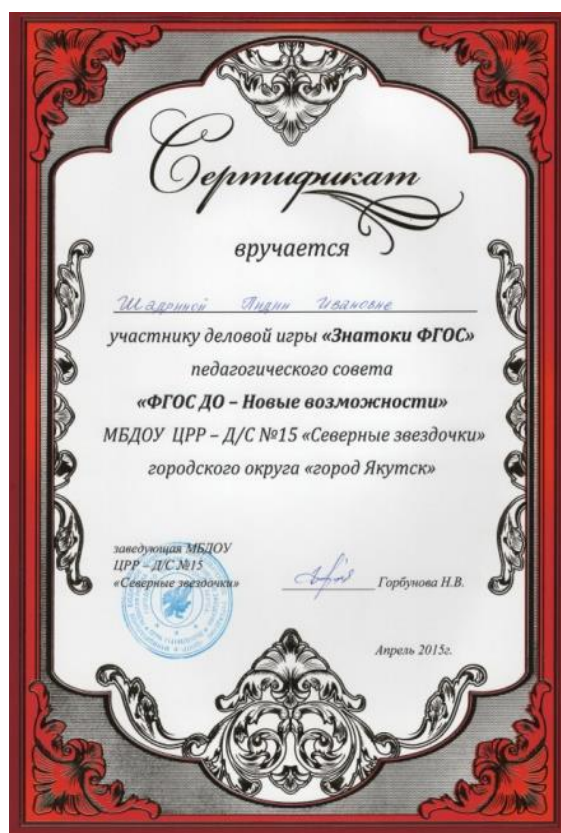 Сертификат
вручается
Шадриной Лидии Ивановне
участнику деловой игры «Знатоки ФГОС»
педагогического совета
«ФГОС ДО – Новые возможности»
МБДОУ ЦРР – Д/С №15 «Северные звездочки»
городского округа «город Якутск»
заведующая МБДОУ
ЦРР – Д/С №15
«Северные звездочки»
Горбунова Н.В.
Апрель 2015г.